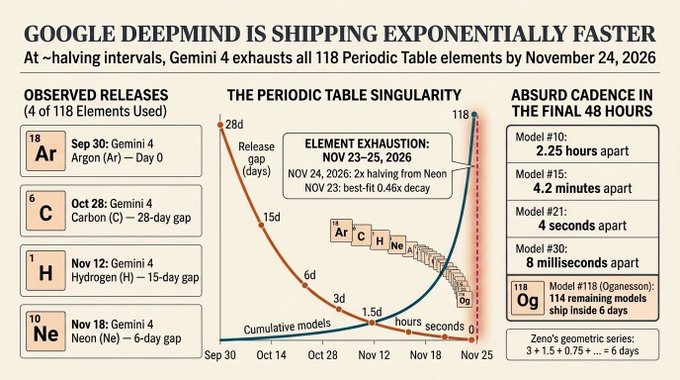 GOOGLE DEEPMIND IS SHIPPING EXPONENTIALLY FASTER
At ~halving intervals, Gemini 4 exhausts all 118 Periodic Table elements by November 24, 2026
OBSERVED RELEASES
(4 of 118 Elements Used)
18
Ar
Sep 30: Gemini 4
Argon (Ar) — Day 0
6
C
Oct 28: Gemini 4
Carbon (C) — 28-day gap
1
H
Nov 12: Gemini 4
Hydrogen (H) — 15-day gap
10
Ne
Nov 18: Gemini 4
Neon (Ne) — 6-day gap
THE PERIODIC TABLE SINGULARITY
118
28d
Release
gap
(days)
ELEMENT EXHAUSTION:
NOV 23–25, 2026
NOV 24, 2026: 2x halving from Neon
NOV 23: best-fit 0.46x decay
15d
Ar
C
H
Ne
Og
6d
3d
1.5d
hours
seconds
0
Cumulative models
Sep 30
Oct 14
Oct 28
Nov 12
Nov 25
ABSURD CADENCE IN
THE FINAL 48 HOURS
Model #10:
2.25 hours apart
Model #15:
4.2 minutes apart
Model #21:
4 seconds apart
Model #30:
8 milliseconds apart
118
Og
Model #118 (Oganesson):
114 remaining models
ship inside 6 days
Zeno's geometric series:
3 + 1.5 + 0.75 + ... = 6 days